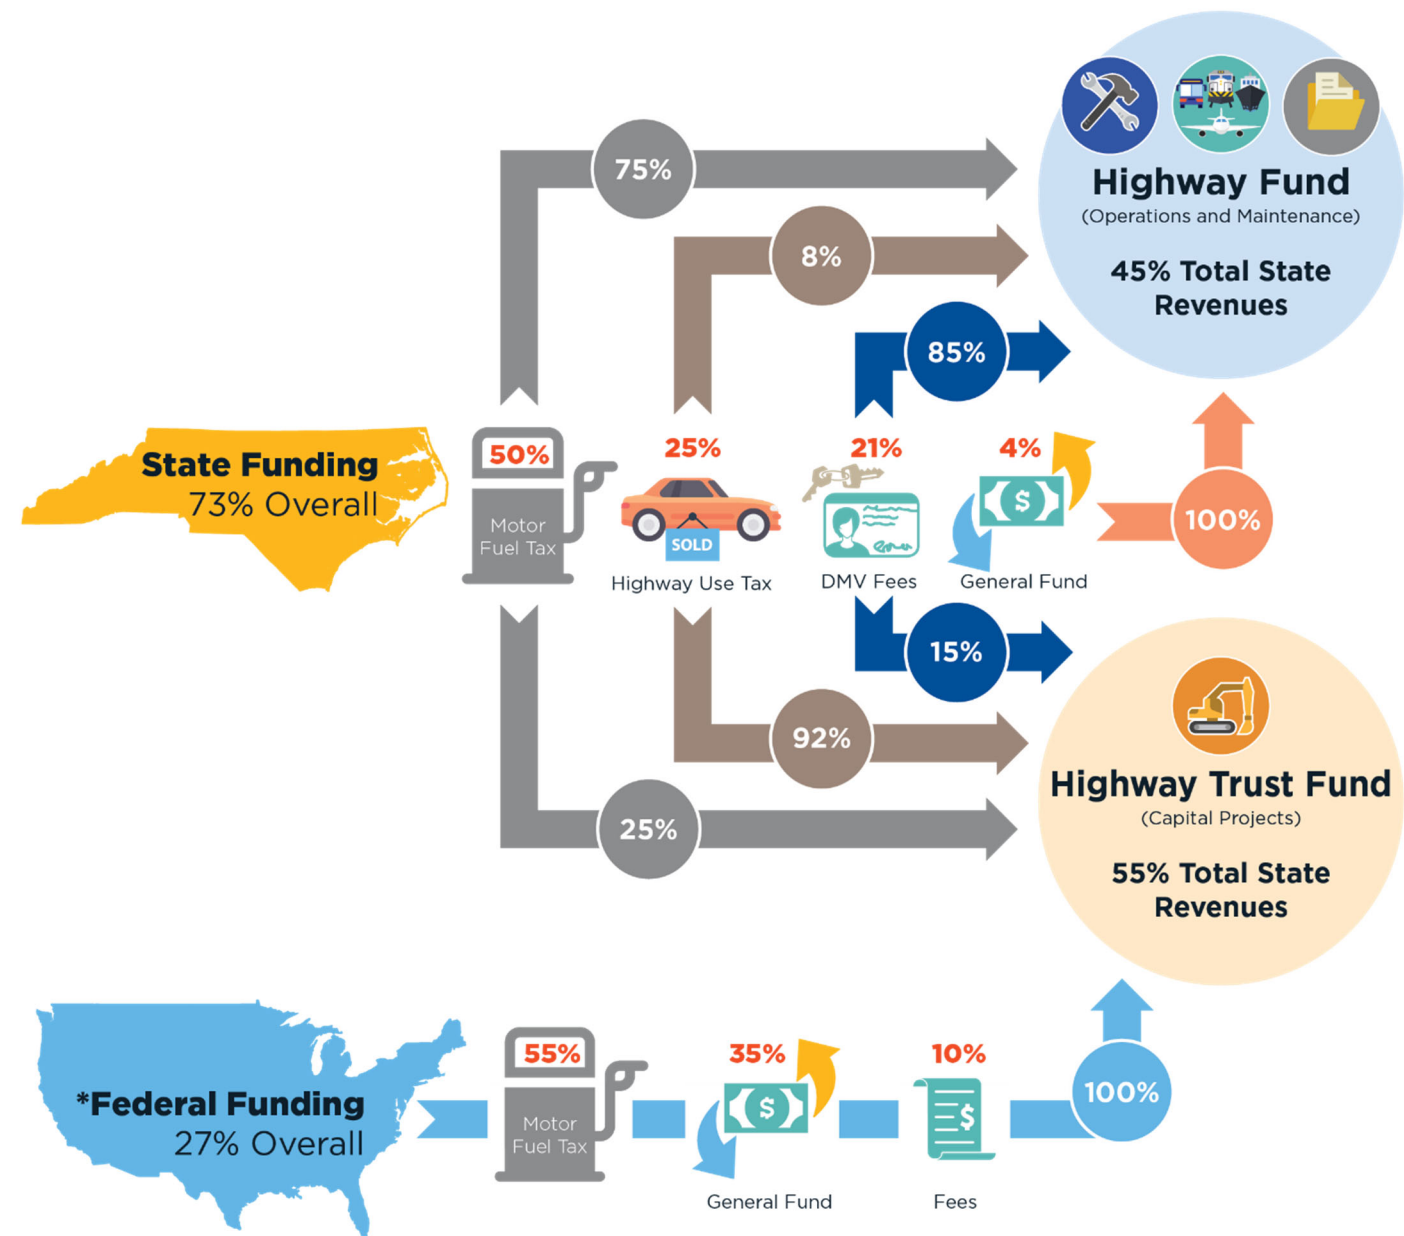 75%
8%
85%
Highway Fund
(Operations and Maintenance)
45% Total State
Revenues
State Funding
73% Overall
50%
Motor
Fuel Tax
25%
SOLD
Highway Use Tax
21%
DMV Fees
4%
$
General Fund
100%
15%
92%
25%
Highway Trust Fund
(Capital Projects)
55% Total State
Revenues
*Federal Funding
27% Overall
55%
Motor
Fuel Tax
35%
$
General Fund
10%
$
Fees
100%